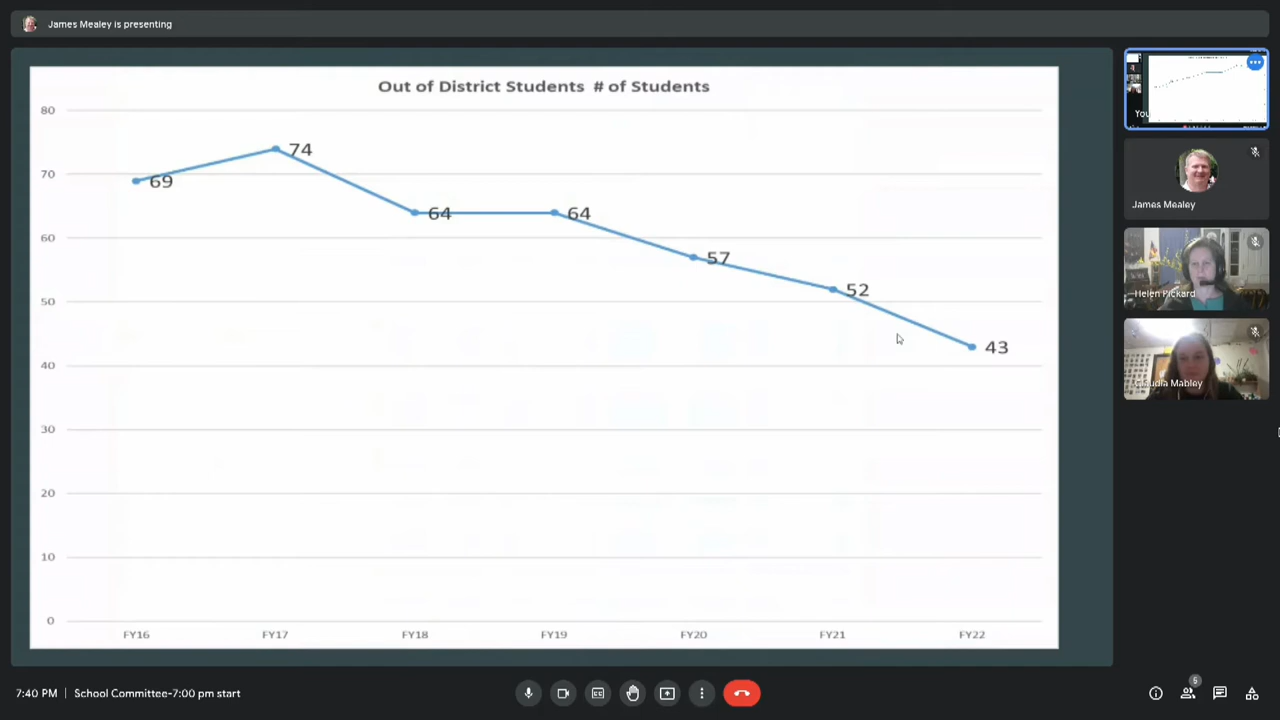 James Mealey is presenting
Out of District Students # of Students
80
70
60
50
40
30
20
10
0
69
74
64
64
57
52
43
FY16
FY17
FY18
FY19
FY20
FY21
FY22
You
James Mealey
Helen Pickard
Claudia Mabley
7:40 PM | School Committee-7:00 pm start
5